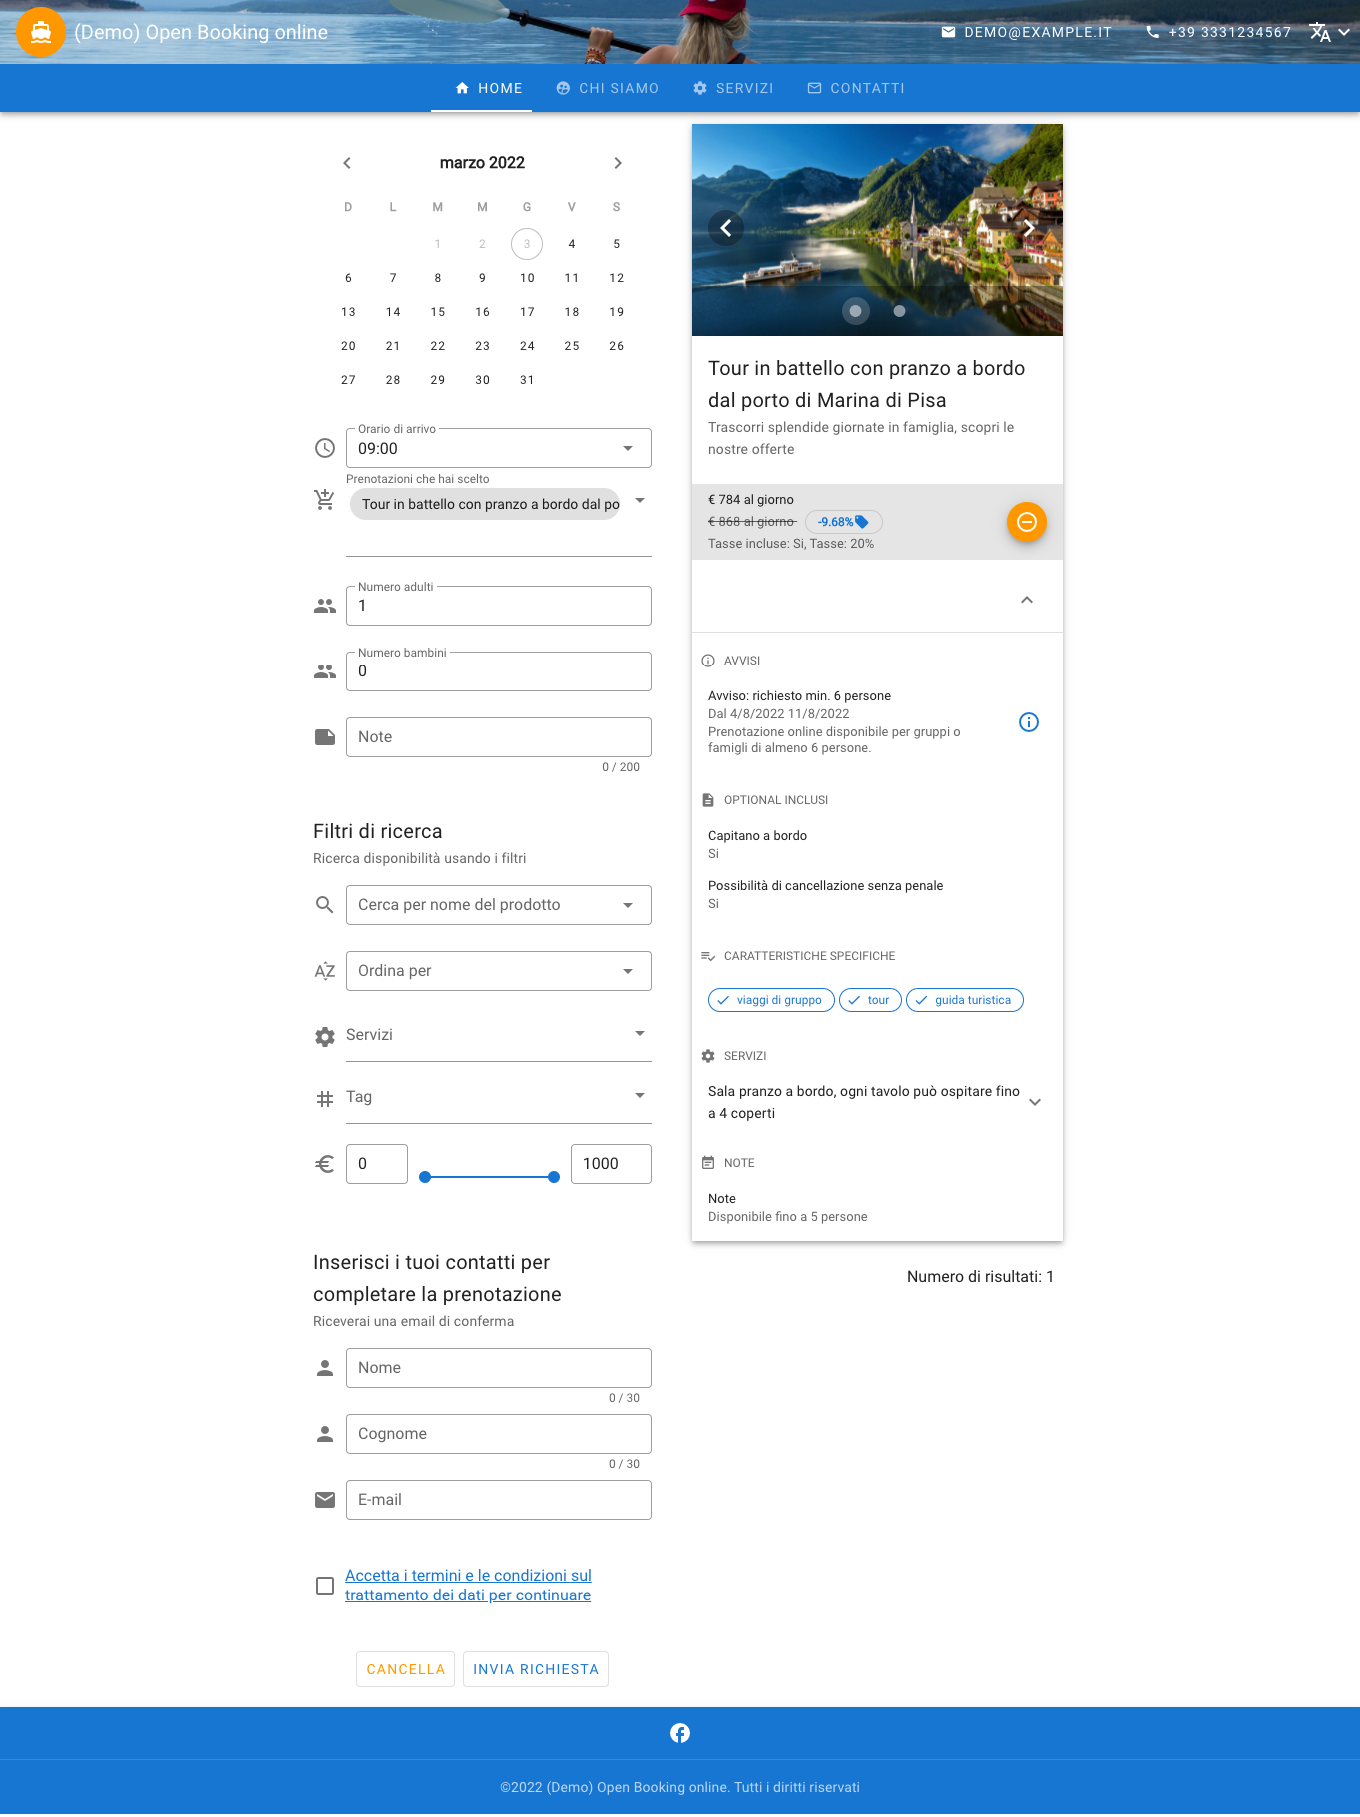 (Demo) Open Booking online
DEMO@EXAMPLE.IT
+39 3331234567
HOME
CHI SIAMO
SERVIZI
CONTATTI
marzo 2022
D L M M G V S
1 2 3 4 5
6 7 8 9 10 11 12
13 14 15 16 17 18 19
20 21 22 23 24 25 26
27 28 29 30 31
Orario di arrivo
09:00
Prenotazioni che hai scelto
Tour in battello con pranzo a bordo dal po
Numero adulti
1
Numero bambini
0
Note
0 / 200
Filtri di ricerca
Ricerca disponibilità usando i filtri
Cerca per nome del prodotto
Ordina per
Servizi
Tag
0
1000
Inserisci i tuoi contatti per
completare la prenotazione
Riceverai una email di conferma
Nome
0 / 30
Cognome
0 / 30
E-mail
Accetta i termini e le condizioni sul
trattamento dei dati per continuare
CANCELLA
INVIA RICHIESTA
Tour in battello con pranzo a bordo
dal porto di Marina di Pisa
Trascorri splendide giornate in famiglia, scopri le
nostre offerte
€ 784 al giorno
€ 868 al giorno -9.68%
Tasse incluse: Si, Tasse: 20%
AVVISI
Avviso: richiesto min. 6 persone
Dal 4/8/2022 11/8/2022
Prenotazione online disponibile per gruppi o
famigli di almeno 6 persone.
OPTIONAL INCLUSI
Capitano a bordo
Si
Possibilità di cancellazione senza penale
Si
CARATTERISTICHE SPECIFICHE
viaggi di gruppo
tour
guida turistica
SERVIZI
Sala pranzo a bordo, ogni tavolo può ospitare fino
a 4 coperti
NOTE
Note
Disponibile fino a 5 persone
Numero di risultati: 1
©2022 (Demo) Open Booking online. Tutti i diritti riservati